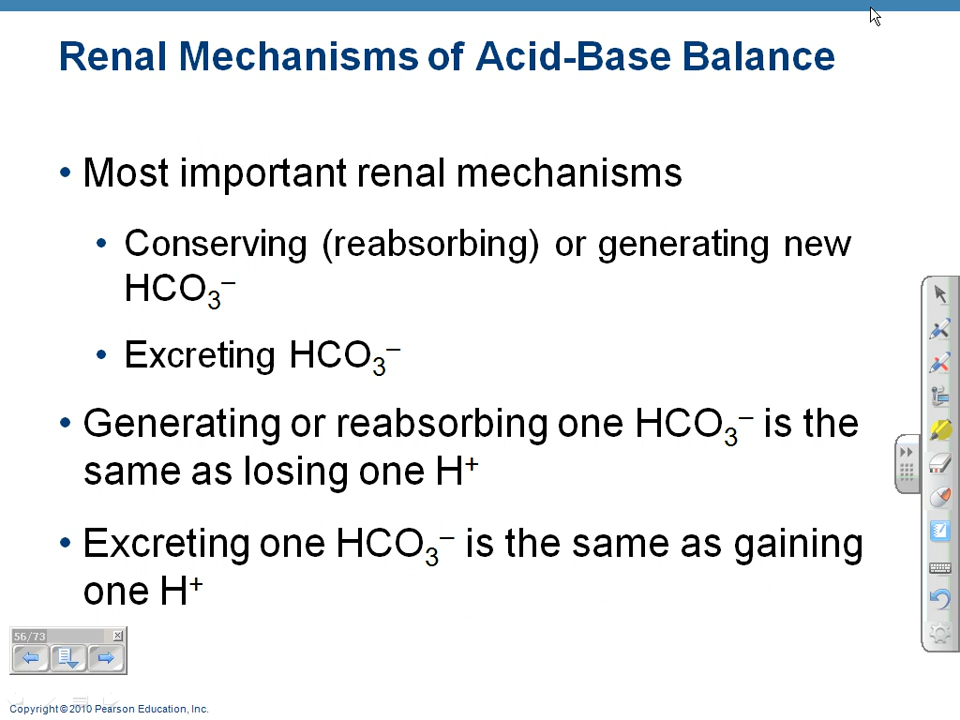 Renal Mechanisms of Acid-Base Balance
• Most important renal mechanisms
• Conserving (reabsorbing) or generating new
HCO₃⁻
• Excreting HCO₃⁻
• Generating or reabsorbing one HCO₃⁻ is the
same as losing one H⁺
• Excreting one HCO₃⁻ is the same as gaining
one H⁺
56/73
Copyright © 2010 Pearson Education, Inc.